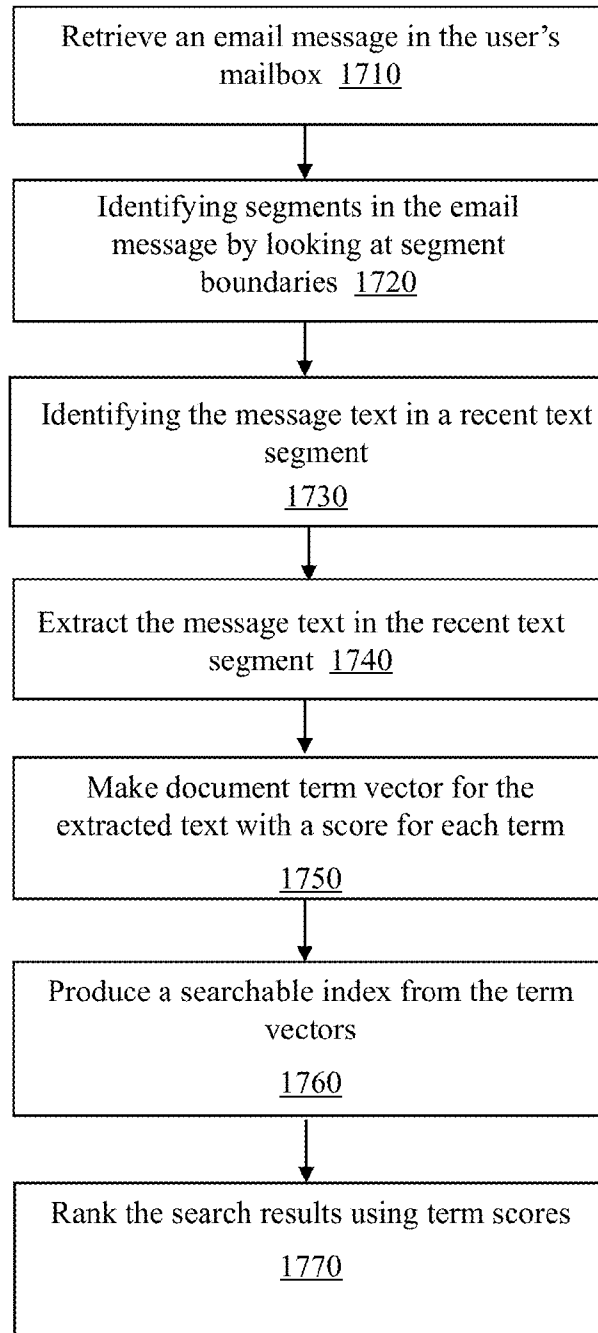 Retrieve an email message in the user's
mailbox 1710
Identifying segments in the email
message by looking at segment
boundaries 1720
Identifying the message text in a recent text
segment
1730
Extract the message text in the recent text
segment 1740
Make document term vector for the
extracted text with a score for each term
1750
Produce a searchable index from the term
vectors
1760
Rank the search results using term scores
1770